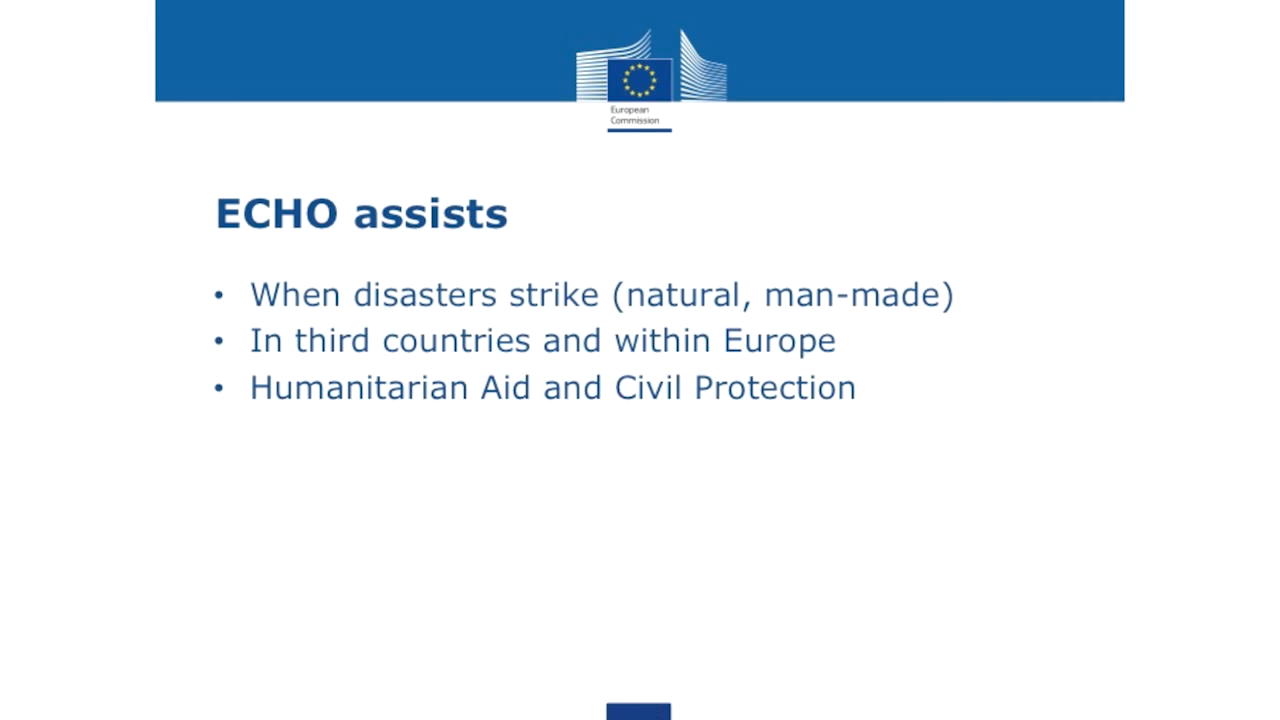 European
Commission
ECHO assists
• When disasters strike (natural, man-made)
• In third countries and within Europe
• Humanitarian Aid and Civil Protection